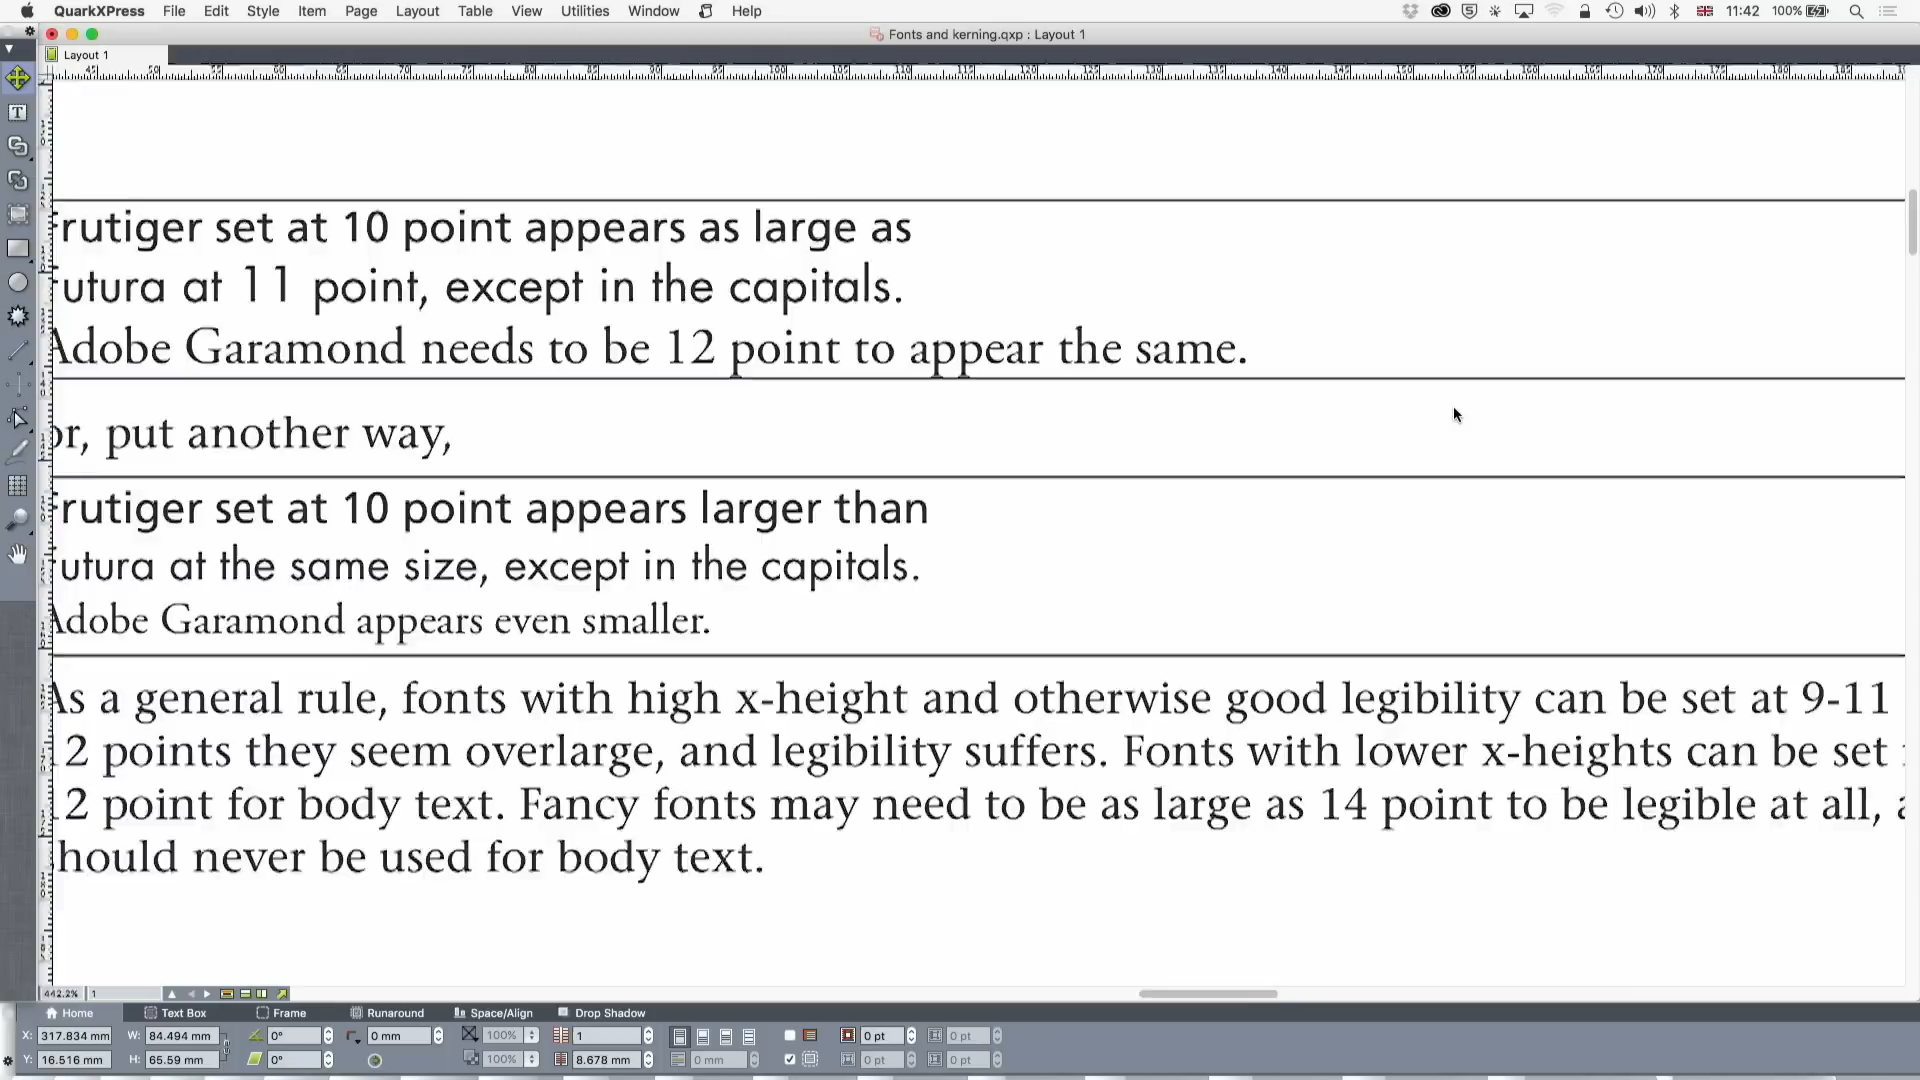 QuarkXPress File Edit Style Item Page Layout Table View Utilities Window Help 11:42 100%
Fonts and kerning.qxp : Layout 1
Layout 1
rutiger set at 10 point appears as large as
utura at 11 point, except in the capitals.
Adobe Garamond needs to be 12 point to appear the same.
or, put another way,
rutiger set at 10 point appears larger than
utura at the same size, except in the capitals.
Adobe Garamond appears even smaller.
As a general rule, fonts with high x-height and otherwise good legibility can be set at 9-11
2 points they seem overlarge, and legibility suffers. Fonts with lower x-heights can be set
2 point for body text. Fancy fonts may need to be as large as 14 point to be legible at all,
hould never be used for body text.
442.2% 1
Home Text Box Frame Runaround Space/Align Drop Shadow
X: 317.834 mm W: 84.494 mm 0° 0 mm 100% 1 0 pt 0 pt
Y: 16.516 mm H: 65.59 mm 0° 100% 8.678 mm 0 mm 0 pt 0 pt